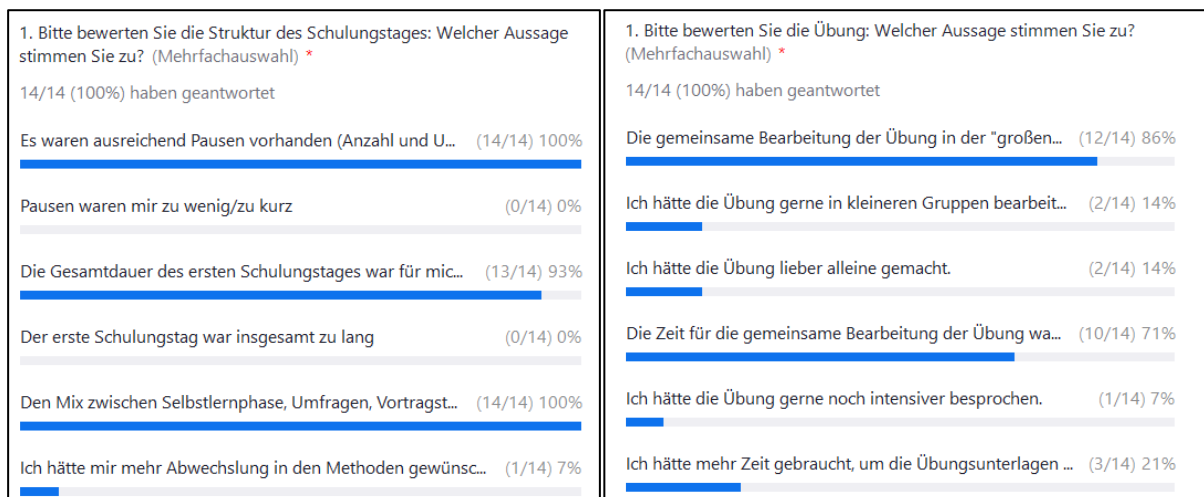 1. Bitte bewerten Sie die Struktur des Schulungstages: Welcher Aussage
stimmen Sie zu? (Mehrfachauswahl) *
14/14 (100%) haben geantwortet
Es waren ausreichend Pausen vorhanden (Anzahl und U... (14/14) 100%
Pausen waren mir zu wenig/zu kurz (0/14) 0%
Die Gesamtdauer des ersten Schulungstages war für mic... (13/14) 93%
Der erste Schulungstag war insgesamt zu lang (0/14) 0%
Den Mix zwischen Selbstlernphase, Umfragen, Vortragst... (14/14) 100%
Ich hätte mir mehr Abwechslung in den Methoden gewünsc... (1/14) 7%
1. Bitte bewerten Sie die Übung: Welcher Aussage stimmen Sie zu?
(Mehrfachauswahl) *
14/14 (100%) haben geantwortet
Die gemeinsame Bearbeitung der Übung in der "großen... (12/14) 86%
Ich hätte die Übung gerne in kleineren Gruppen bearbeit... (2/14) 14%
Ich hätte die Übung lieber alleine gemacht. (2/14) 14%
Die Zeit für die gemeinsame Bearbeitung der Übung wa... (10/14) 71%
Ich hätte die Übung gerne noch intensiver besprochen. (1/14) 7%
Ich hätte mehr Zeit gebraucht, um die Übungsunterlagen ... (3/14) 21%